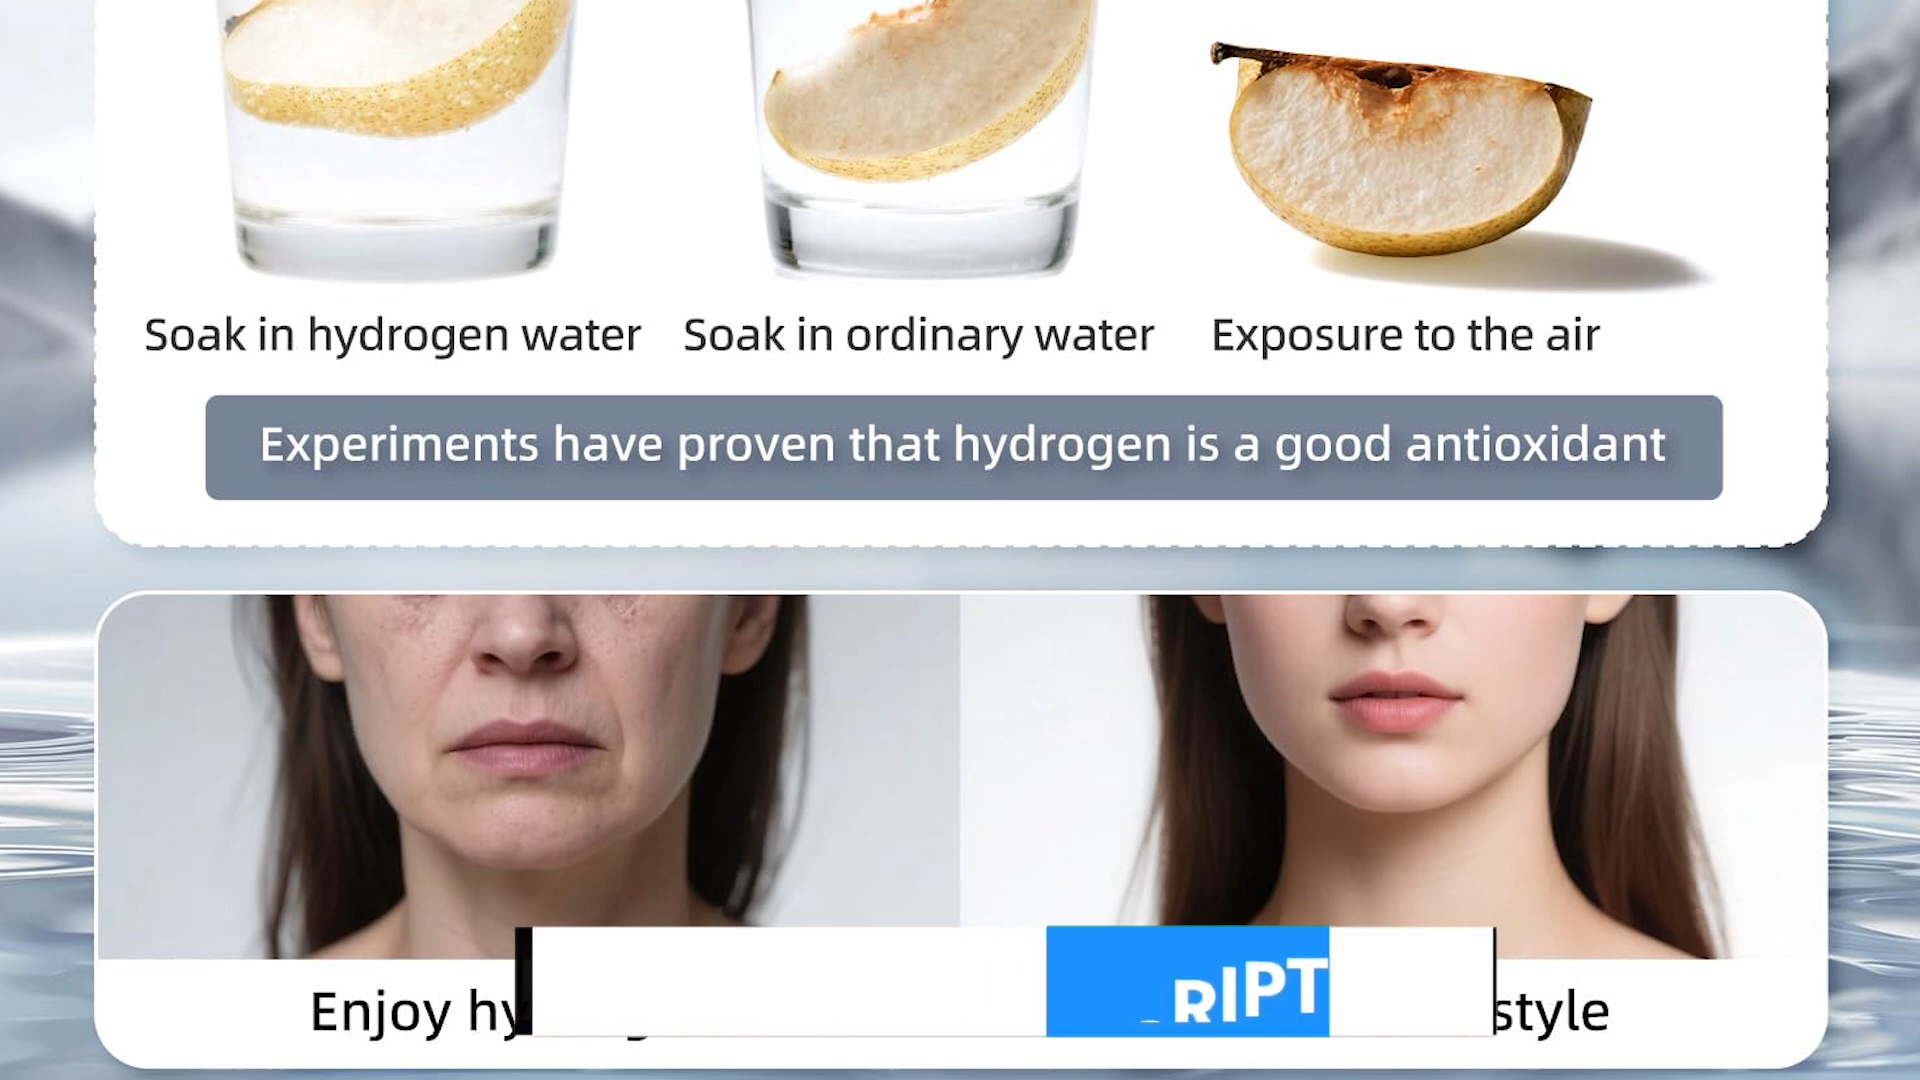 Soak in hydrogen water Soak in ordinary water Exposure to the air
Experiments have proven that hydrogen is a good antioxidant
Enjoy style
RIPT